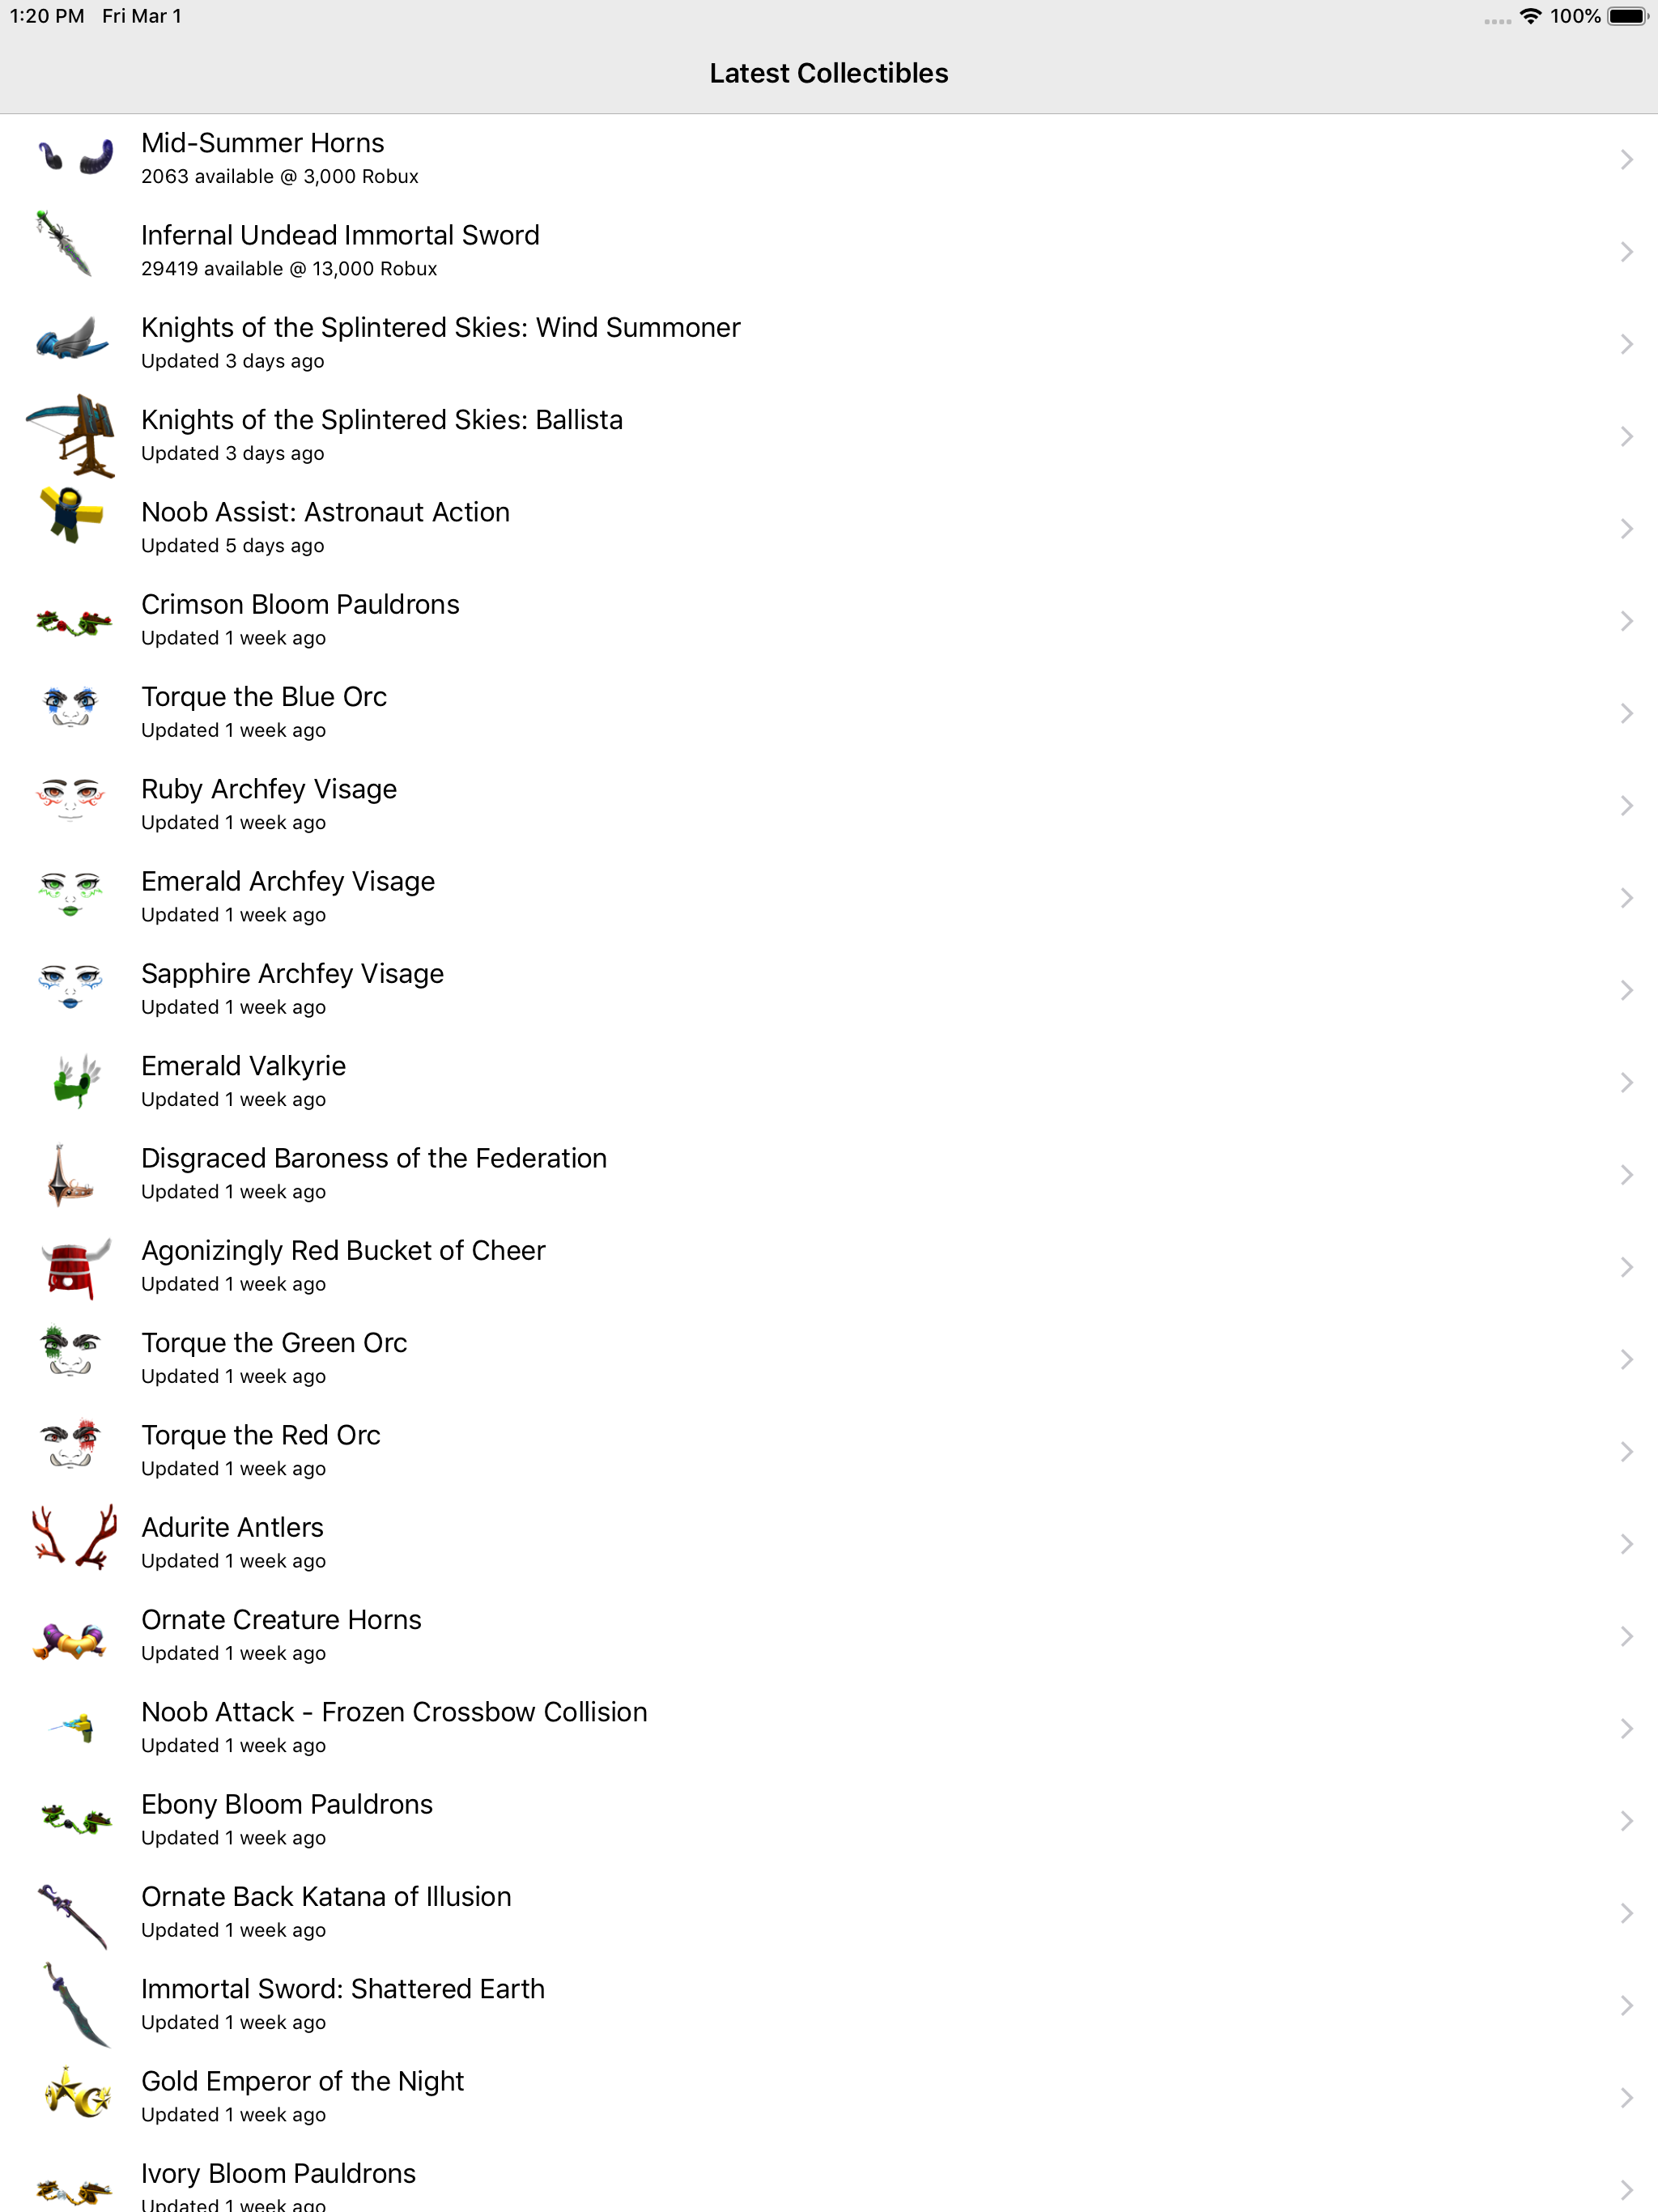 1:20 PM Fri Mar 1 100%
Latest Collectibles
Mid-Summer Horns
2063 available @ 3,000 Robux
Infernal Undead Immortal Sword
29419 available @ 13,000 Robux
Knights of the Splintered Skies: Wind Summoner
Updated 3 days ago
Knights of the Splintered Skies: Ballista
Updated 3 days ago
Noob Assist: Astronaut Action
Updated 5 days ago
Crimson Bloom Pauldrons
Updated 1 week ago
Torque the Blue Orc
Updated 1 week ago
Ruby Archfey Visage
Updated 1 week ago
Emerald Archfey Visage
Updated 1 week ago
Sapphire Archfey Visage
Updated 1 week ago
Emerald Valkyrie
Updated 1 week ago
Disgraced Baroness of the Federation
Updated 1 week ago
Agonizingly Red Bucket of Cheer
Updated 1 week ago
Torque the Green Orc
Updated 1 week ago
Torque the Red Orc
Updated 1 week ago
Adurite Antlers
Updated 1 week ago
Ornate Creature Horns
Updated 1 week ago
Noob Attack - Frozen Crossbow Collision
Updated 1 week ago
Ebony Bloom Pauldrons
Updated 1 week ago
Ornate Back Katana of Illusion
Updated 1 week ago
Immortal Sword: Shattered Earth
Updated 1 week ago
Gold Emperor of the Night
Updated 1 week ago
Ivory Bloom Pauldrons
Updated 1 week ago